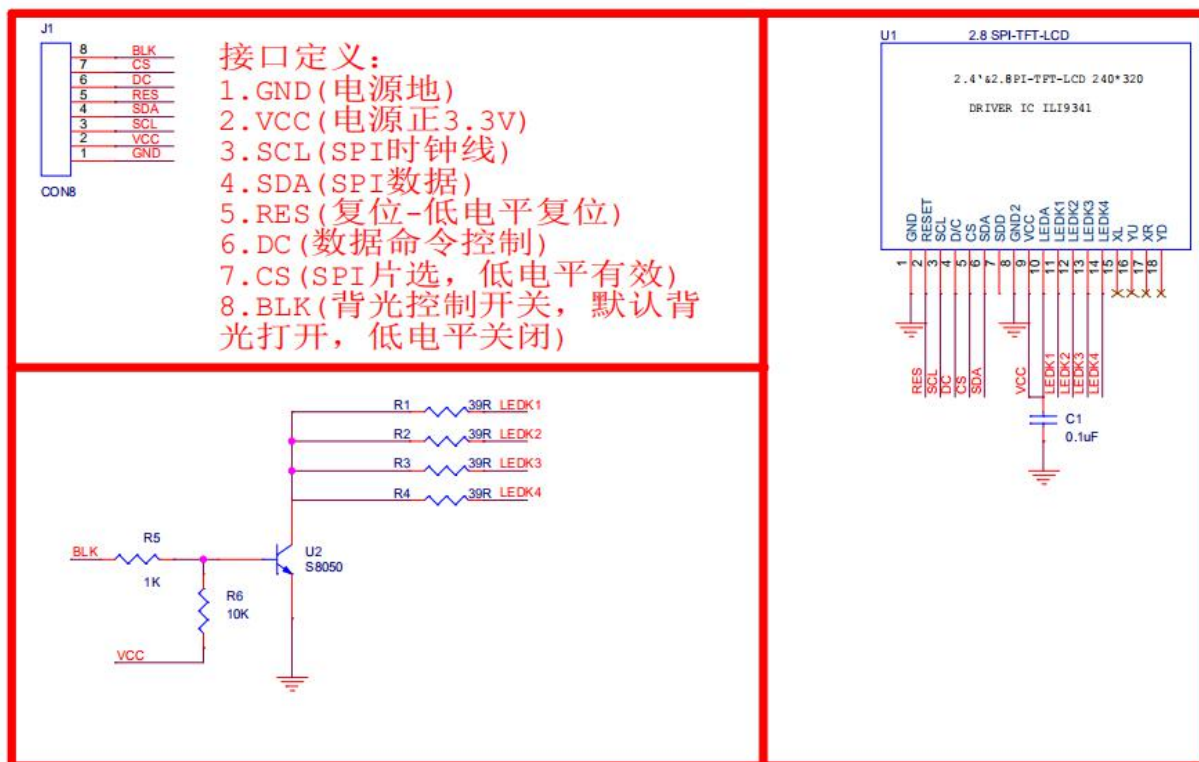 J1
8 BLK
7 CS
6 DC
5 RES
4 SDA
3 SCL
2 VCC
1 GND
CON8
接口定义:
1.GND(电源地)
2.VCC(电源正3.3V)
3.SCL(SPI时钟线)
4.SDA(SPI数据)
5.RES(复位-低电平复位)
6.DC(数据命令控制)
7.CS(SPI片选，低电平有效)
8.BLK(背光控制开关，默认背
光打开，低电平关闭)
U1 2.8 SPI-TFT-LCD
2.4'&2.8PI-TFT-LCD 240*320
DRIVER IC ILI9341
GND RESET SCL D/C CS SDA SDD GND2 VCC LEDA LEDK1 LEDK2 LEDK3 LEDK4 XL YU XR YD
1 2 3 4 5 6 7 8 9 10 11 12 13 14 15 16 17 18
RES SCL DC CS SDA VCC LEDK1 LEDK2 LEDK3 LEDK4
C1
0.1uF
R1 39R LEDK1
R2 39R LEDK2
R3 39R LEDK3
R4 39R LEDK4
BLK R5
1K
U2
S8050
R6
10K
VCC